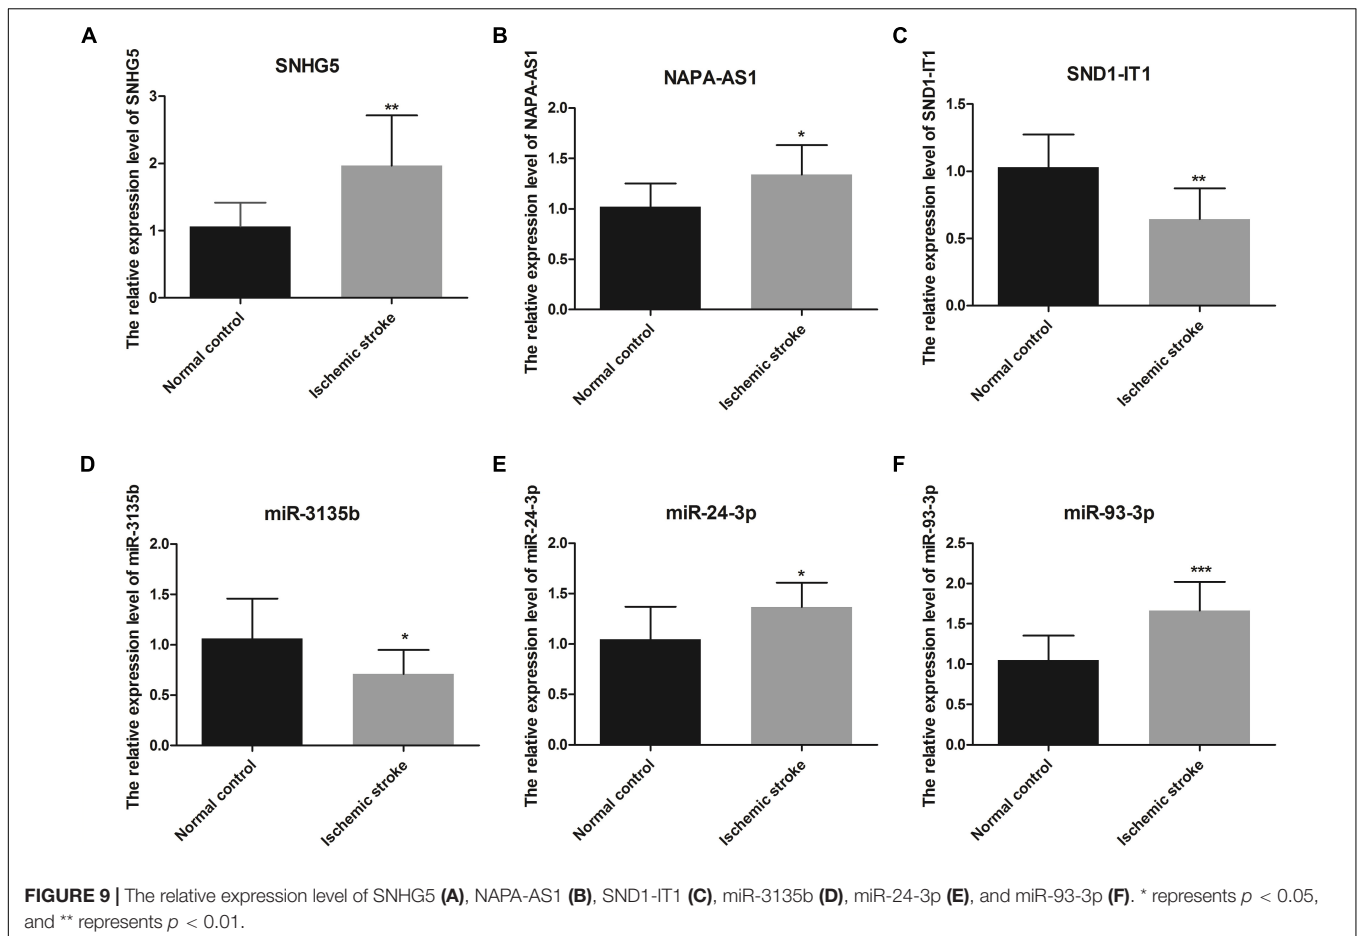 A
SNHG5
The relative expression level of SNHG5
3
2
1
0
**
Normal control
Ischemic stroke
B
NAPA-AS1
The relative expression level of NAPA-AS1
2.0
1.5
1.0
0.5
0.0
*
Normal control
Ischemic stroke
C
SND1-IT1
The relative expression level of SND1-IT1
1.5
1.0
0.5
0.0
**
Normal control
Ischemic stroke
D
miR-3135b
The relative expression level of miR-3135b
2.0
1.5
1.0
0.5
0.0
*
Normal control
Ischemic stroke
E
miR-24-3p
The relative expression level of miR-24-3p
2.0
1.5
1.0
0.5
0.0
*
Normal control
Ischemic stroke
F
miR-93-3p
The relative expression level of miR-93-3p
2.5
2.0
1.5
1.0
0.5
0.0
***
Normal control
Ischemic stroke
FIGURE 9 | The relative expression level of SNHG5 (A), NAPA-AS1 (B), SND1-IT1 (C), miR-3135b (D), miR-24-3p (E), and miR-93-3p (F). * represents p < 0.05,
and ** represents p < 0.01.